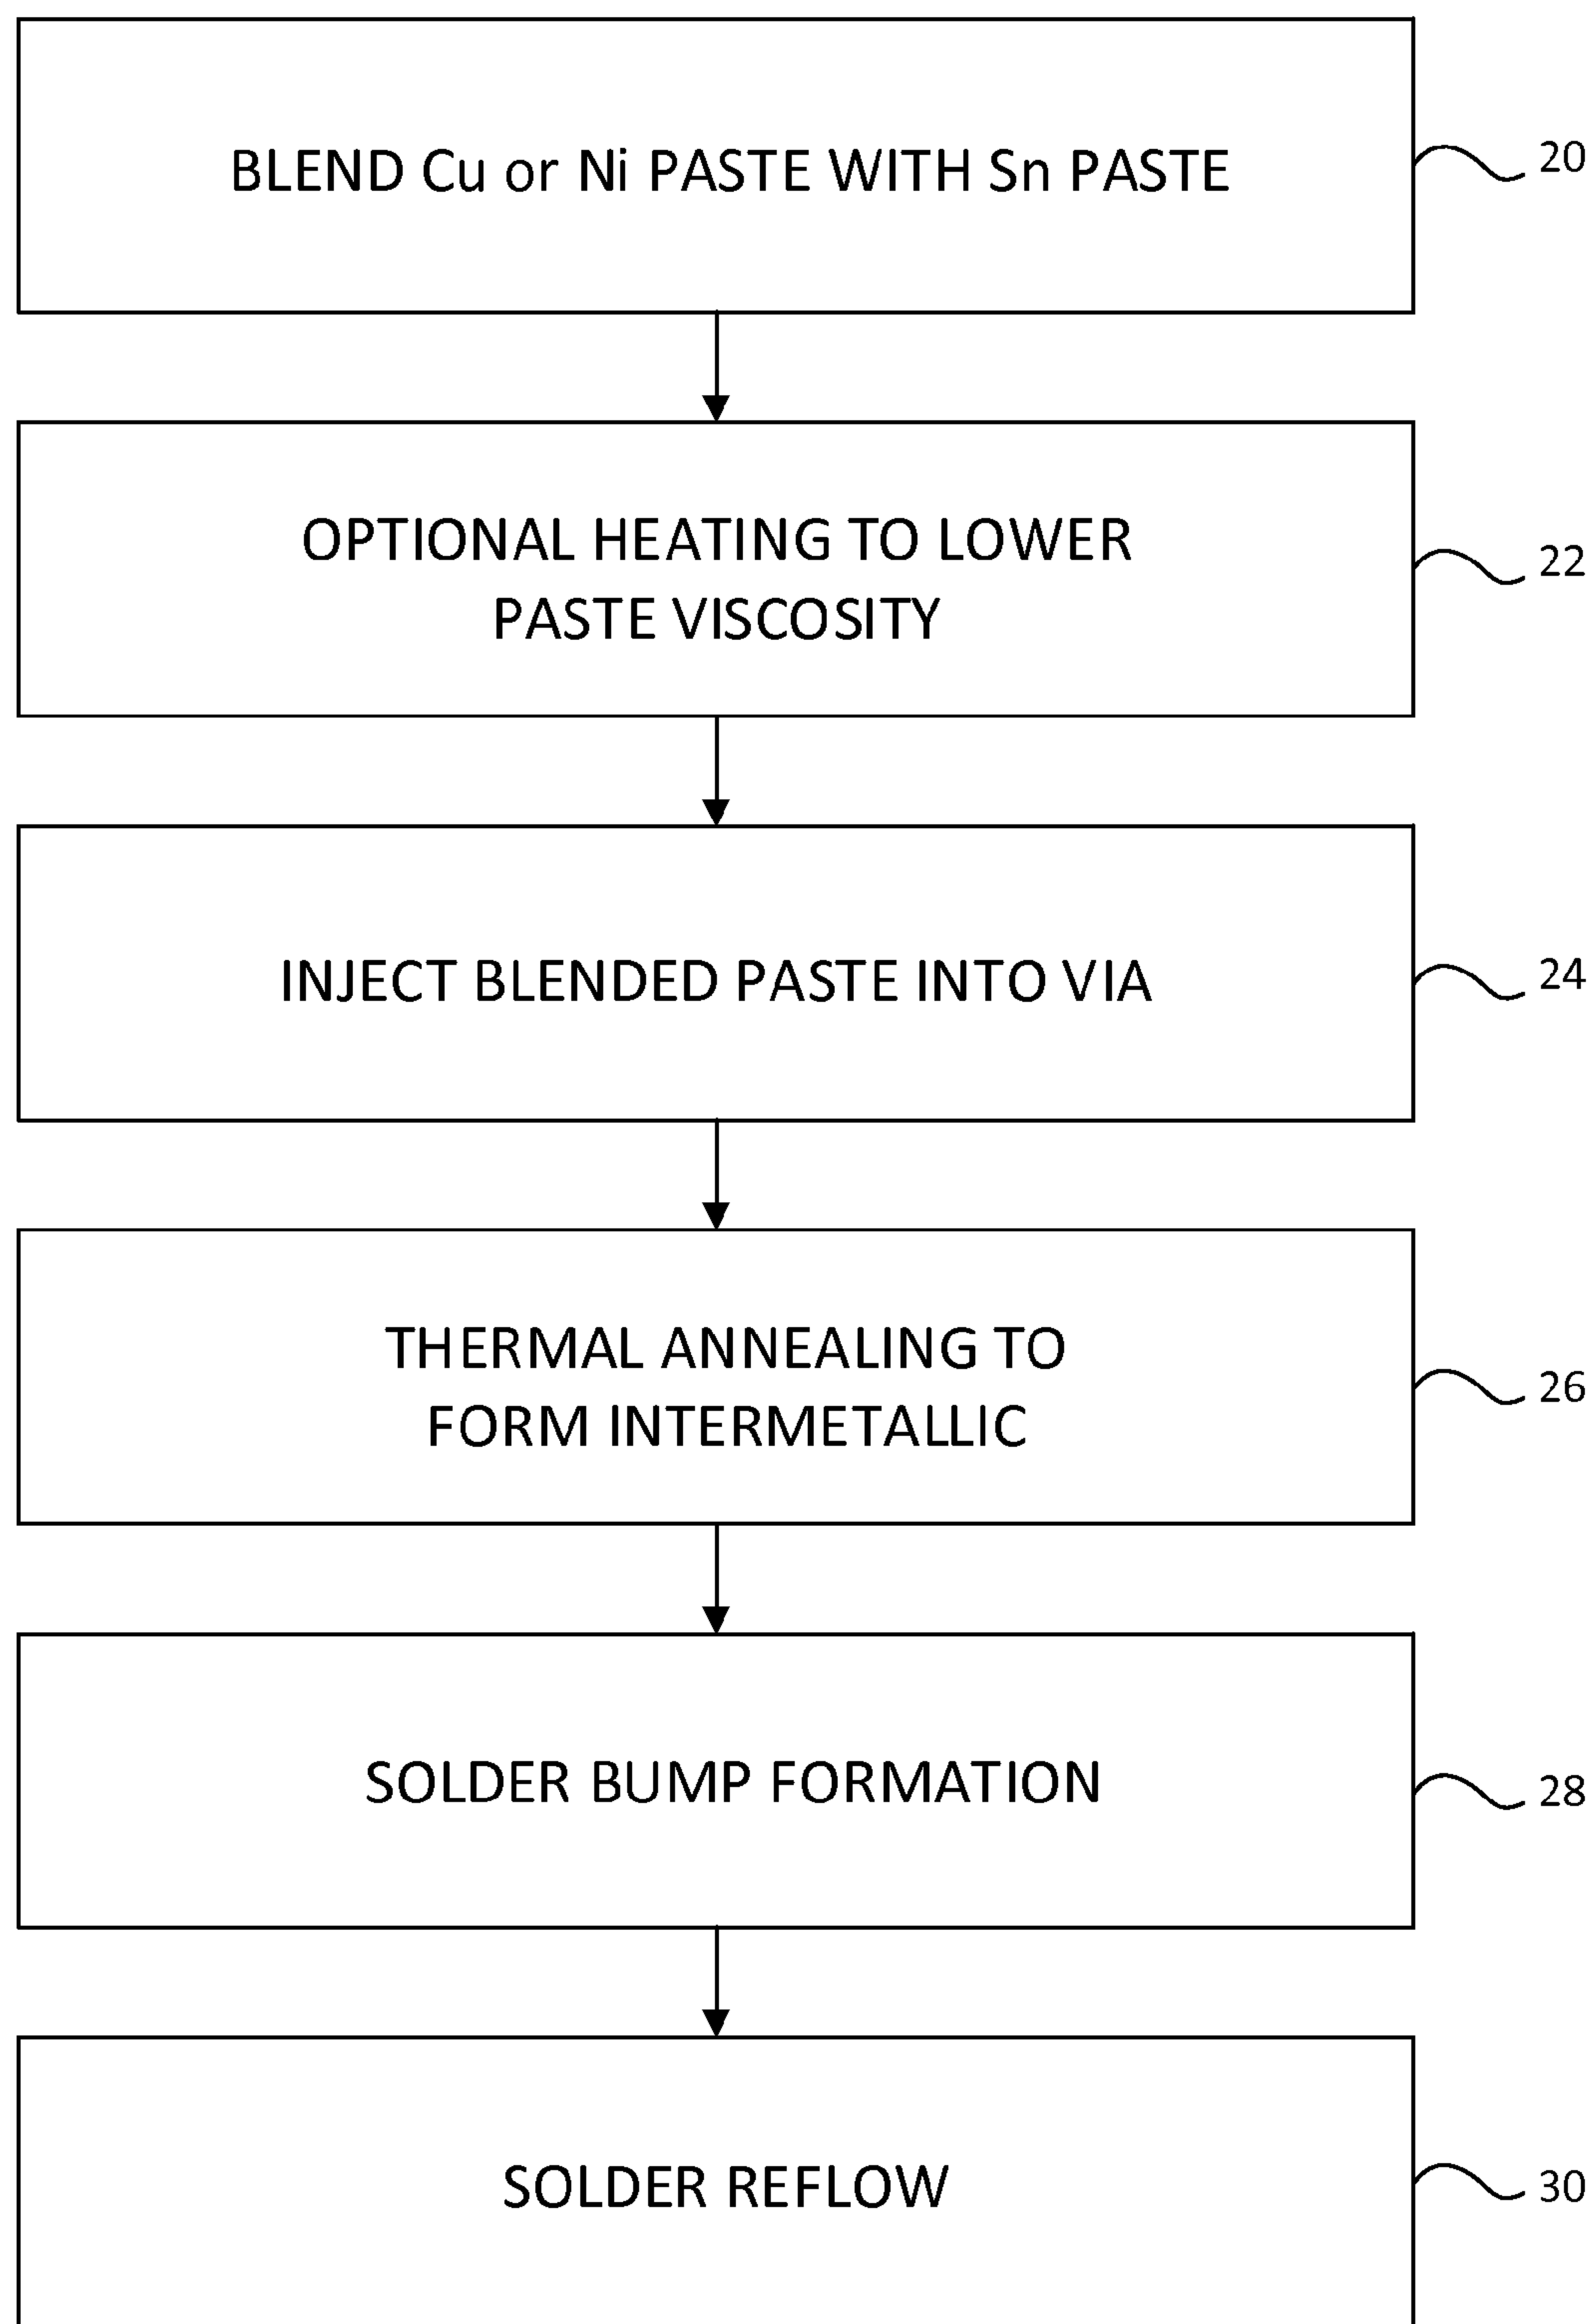 BLEND Cu or Ni PASTE WITH Sn PASTE
20
OPTIONAL HEATING TO LOWER
PASTE VISCOSITY
22
INJECT BLENDED PASTE INTO VIA
24
THERMAL ANNEALING TO
FORM INTERMETALLIC
26
SOLDER BUMP FORMATION
28
SOLDER REFLOW
30